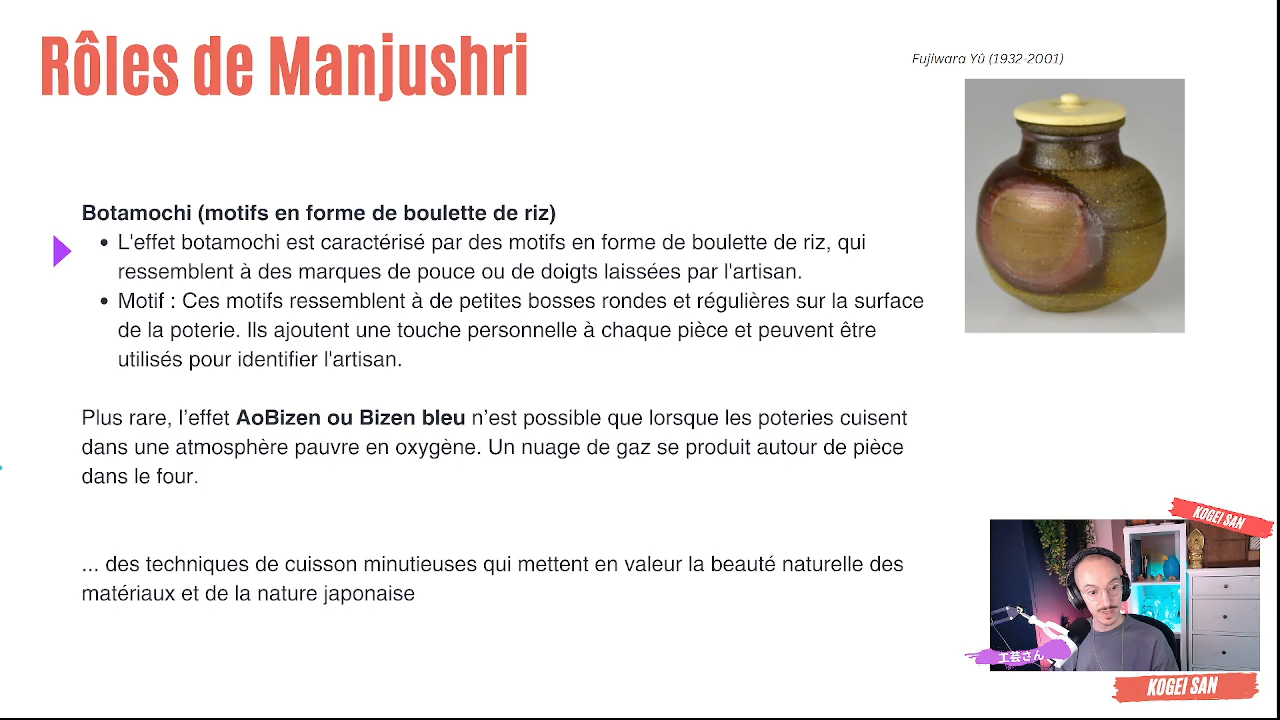 Rôles de Manjushri
Fujiwara Yû (1932-2001)
Botamochi (motifs en forme de boulette de riz)
• L'effet botamochi est caractérisé par des motifs en forme de boulette de riz, qui
ressemblent à des marques de pouce ou de doigts laissées par l'artisan.
• Motif : Ces motifs ressemblent à de petites bosses rondes et régulières sur la surface
de la poterie. Ils ajoutent une touche personnelle à chaque pièce et peuvent être
utilisés pour identifier l'artisan.
Plus rare, l’effet AoBizen ou Bizen bleu n’est possible que lorsque les poteries cuisent
dans une atmosphère pauvre en oxygène. Un nuage de gaz se produit autour de pièce
dans le four.
... des techniques de cuisson minutieuses qui mettent en valeur la beauté naturelle des
matériaux et de la nature japonaise
KOGEI SAN
工芸さん
KOGEI SAN